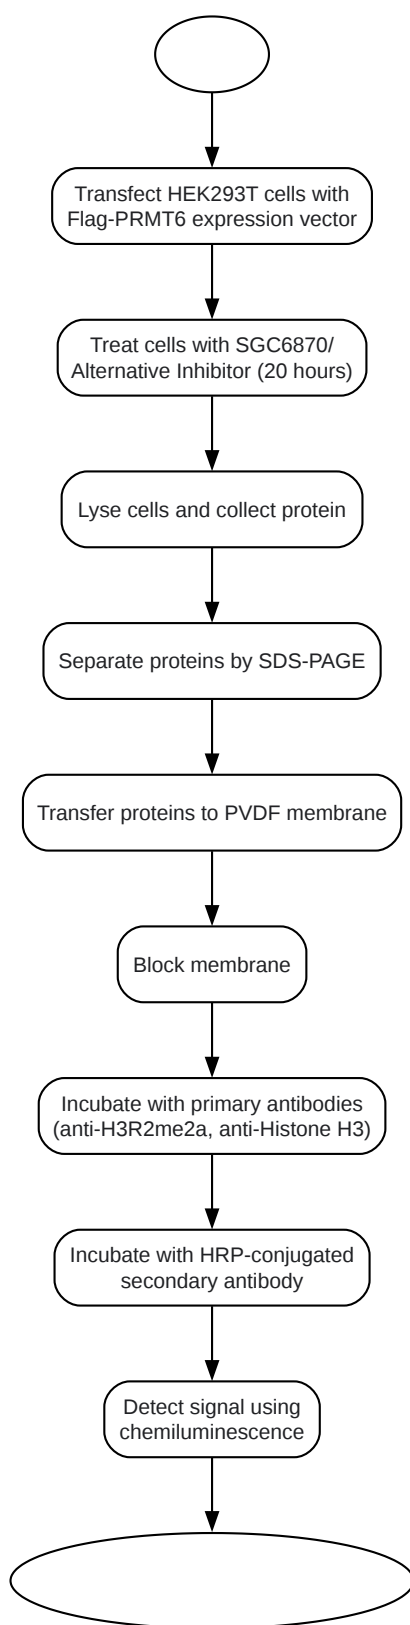 Transfect HEK293T cells with
Flag-PRMT6 expression vector
Treat cells with SGC6870/
Alternative Inhibitor (20 hours)
Lyse cells and collect protein
Separate proteins by SDS-PAGE
Transfer proteins to PVDF membrane
Block membrane
Incubate with primary antibodies
(anti-H3R2me2a, anti-Histone H3)
Incubate with HRP-conjugated
secondary antibody
Detect signal using
chemiluminescence